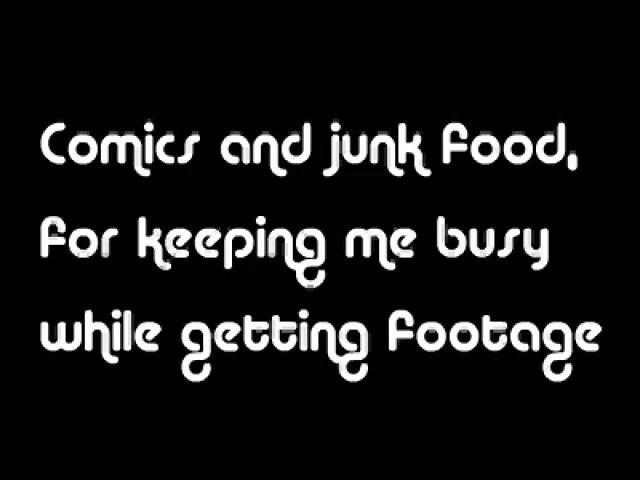 Comics and junk food,
for keeping me busy
while getting footage